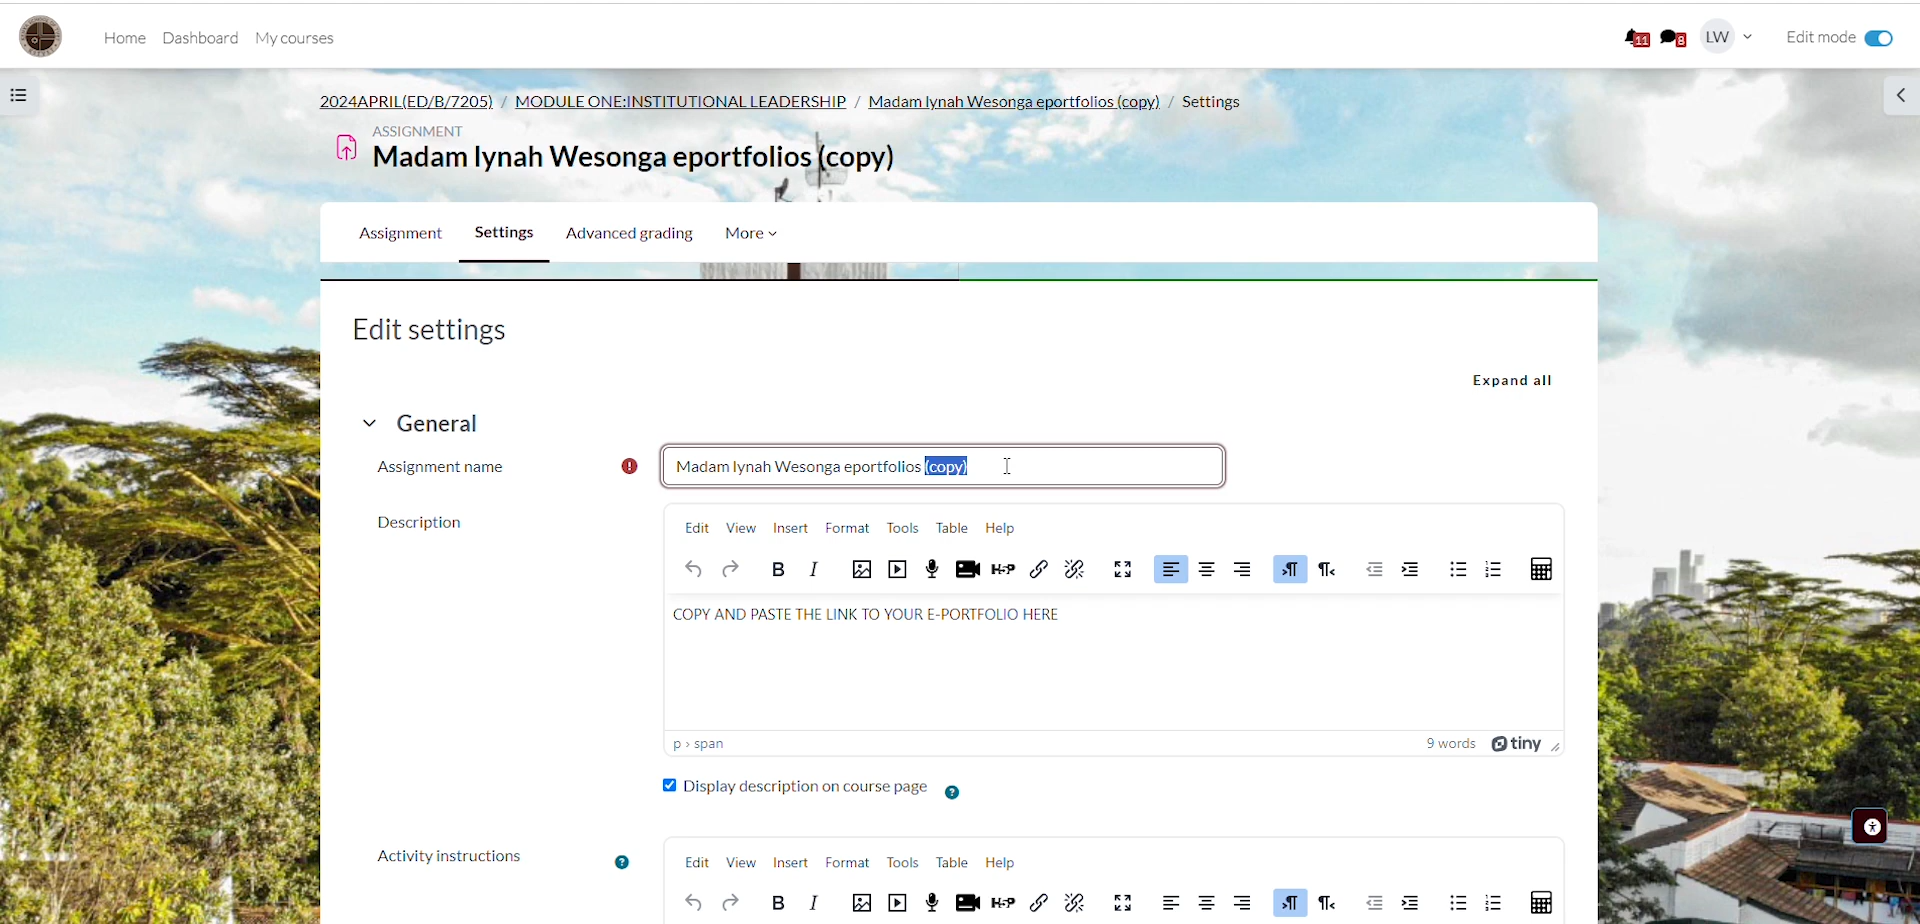 Home Dashboard My courses
11 8 LW Edit mode
2024APRIL(ED/B/7205) / MODULE ONE:INSTITUTIONAL LEADERSHIP / Madam lynah Wesonga eportfolios (copy) / Settings
ASSIGNMENT
Madam lynah Wesonga eportfolios (copy)
Assignment Settings Advanced grading More
Edit settings
Expand all
General
Assignment name
Madam lynah Wesonga eportfolios (copy)
Description
Edit View Insert Format Tools Table Help
B I H-P
COPY AND PASTE THE LINK TO YOUR E-PORTFOLIO HERE
p › span 9 words tiny
Display description on course page
Activity instructions
Edit View Insert Format Tools Table Help
B I H-P